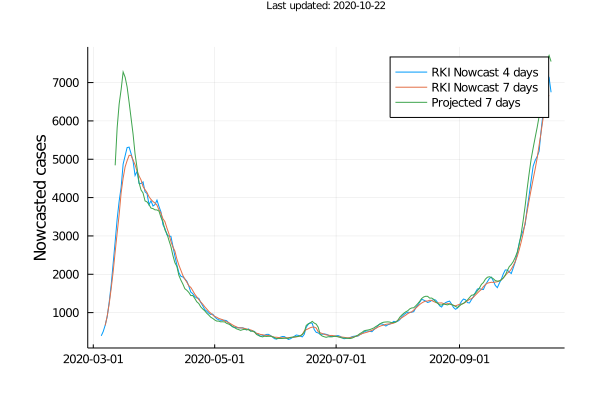 Last updated: 2020-10-22
Nowcasted cases
7000
6000
5000
4000
3000
2000
1000
2020-03-01
2020-05-01
2020-07-01
2020-09-01
RKI Nowcast 4 days
RKI Nowcast 7 days
Projected 7 days